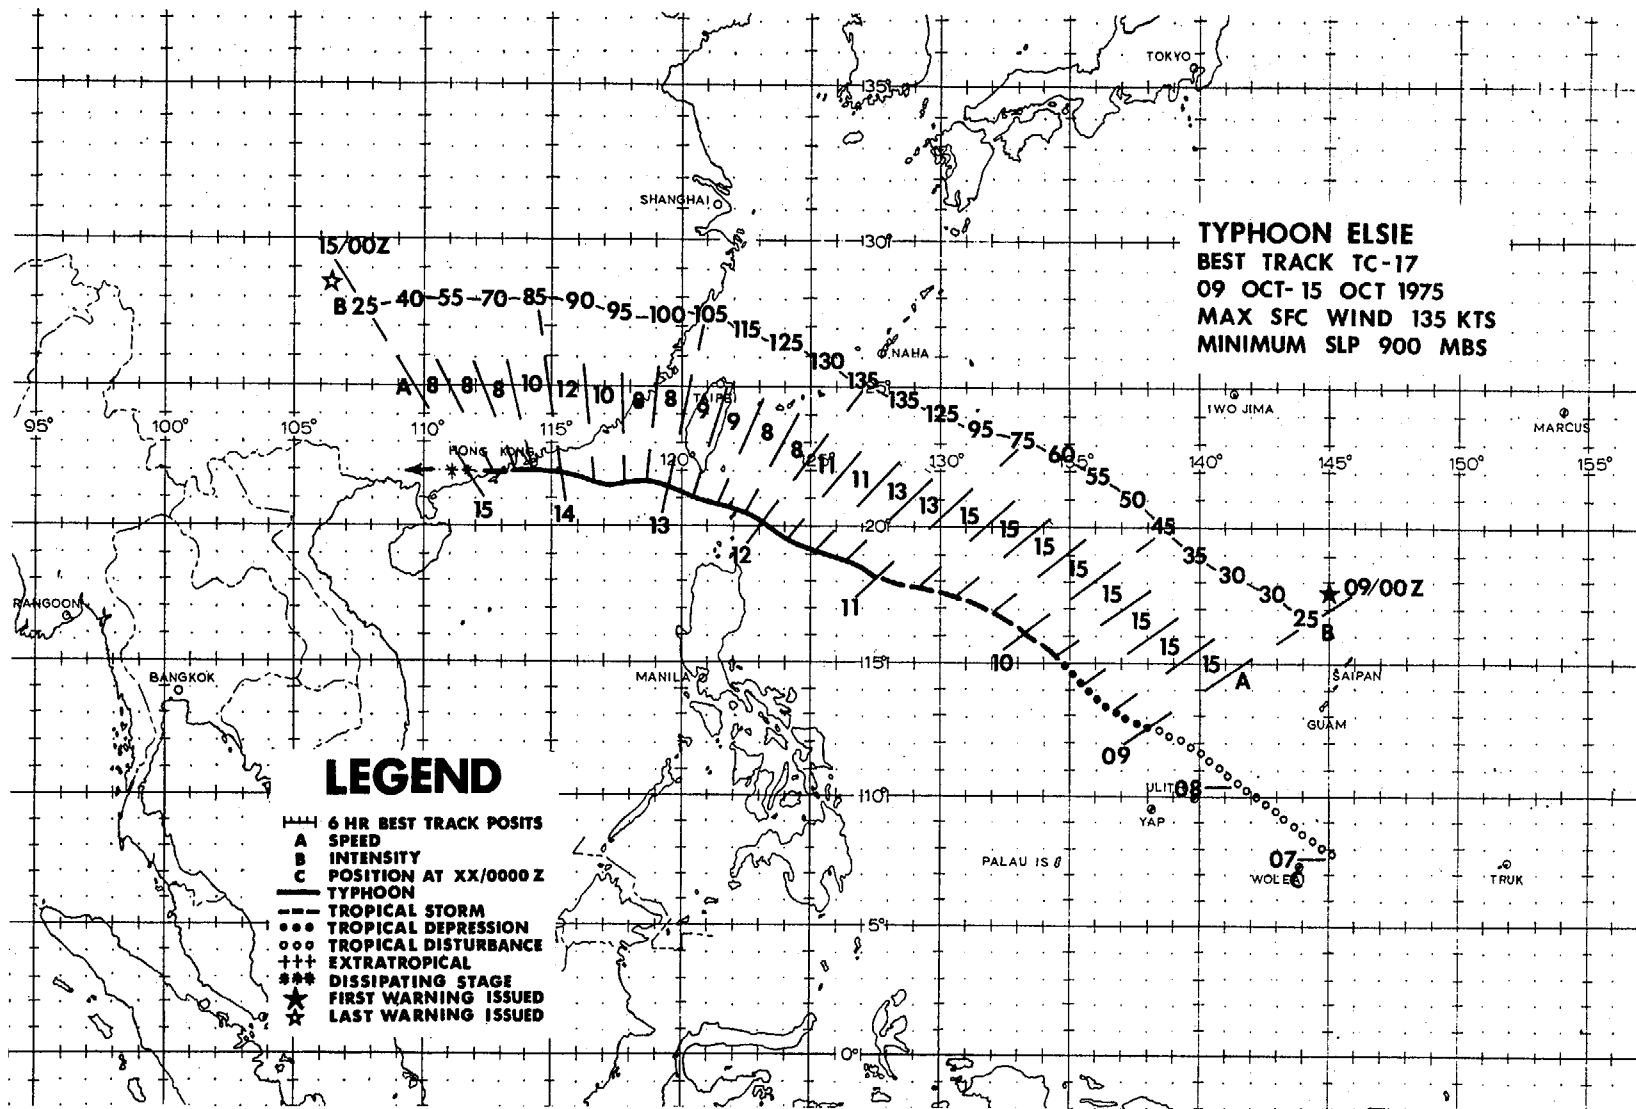 TOKYO
35°
SHANGHAI
30°
15/00Z
B 25-40-55-70-85-90 95-100-105 115 125 130 135 135 125 95 75 60 55 50 45 35 30 30 25 B
TYPHOON ELSIE
BEST TRACK TC-17
09 OCT-15 OCT 1975
MAX SFC WIND 135 KTS
MINIMUM SLP 900 MBS
NAHA
A 8 8 8 10 12 10 8 8 9 9 8 8 11 11 13 13 15 15 15 15 15 15 15 15 A
TAIPEI
IWO JIMA
MARCUS
95° 100° 105° 110° 115° 120° 125° 130° 135° 140° 145° 150° 155°
HONG KONG
15 14 13 12 11 10 09 08 07
20°
09/00Z
RANGOON
15°
BANGKOK
MANILA
SAIPAN
GUAM
10°
YAP
PALAU IS
WOLEA
TRUK
5°
0°
LEGEND
6 HR BEST TRACK POSITS
A SPEED
B INTENSITY
C POSITION AT XX/0000 Z
TYPHOON
TROPICAL STORM
TROPICAL DEPRESSION
TROPICAL DISTURBANCE
EXTRATROPICAL
DISSIPATING STAGE
FIRST WARNING ISSUED
LAST WARNING ISSUED